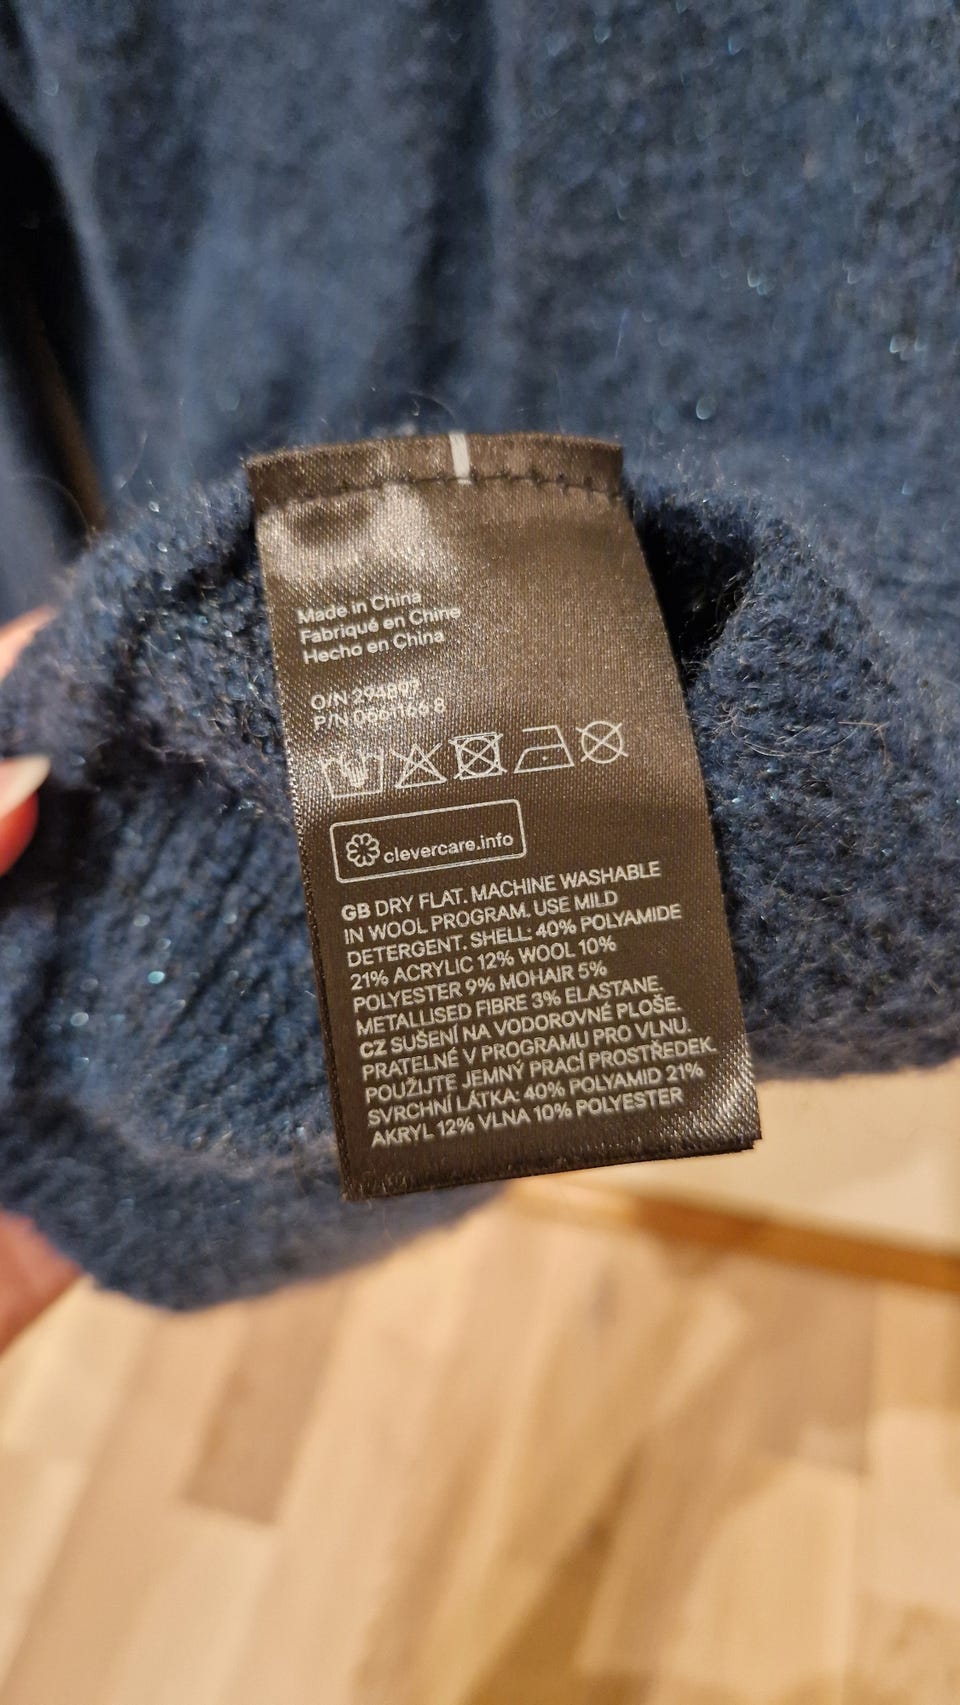 Made in China
Fabriqué en Chine
Hecho en China
O/N 294897
P/N
clevercare.info
GB DRY FLAT. MACHINE WASHABLE
IN WOOL PROGRAM. USE MILD
DETERGENT. SHELL: 40% POLYAMIDE
21% ACRYLIC 12% WOOL 10%
POLYESTER 9% MOHAIR 5%
METALLISED FIBRE 3% ELASTANE.
CZ SUŠENÍ NA VODOROVNÉ PLOŠE.
PRATELNÉ V PROGRAMU PRO VLNU.
POUŽIJTE JEMNÝ PRACÍ PROSTŘEDEK.
SVRCHNÍ LÁTKA: 40% POLYAMID 21%
AKRYL 12% VLNA 10% POLYESTER